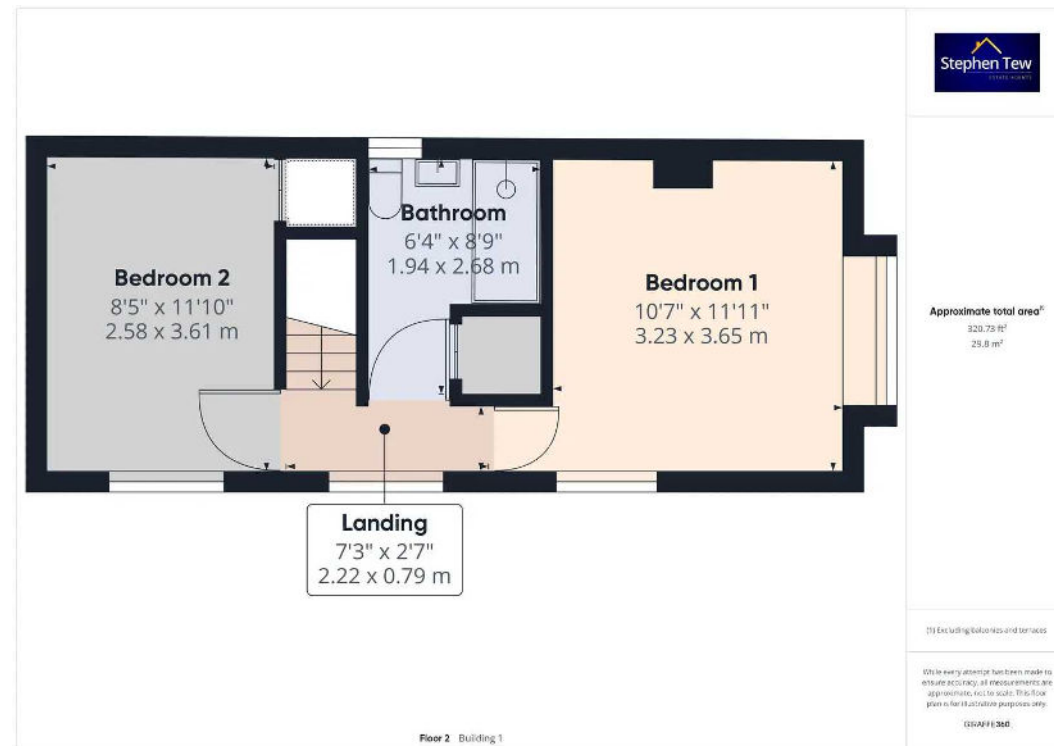 Stephen Tew
ESTATE AGENTS
Bathroom
6'4" x 8'9"
1.94 x 2.68 m
Bedroom 2
8'5" x 11'10"
2.58 x 3.61 m
Bedroom 1
10'7" x 11'11"
3.23 x 3.65 m
Landing
7'3" x 2'7"
2.22 x 0.79 m
Approximate total area⁽¹⁾
320.73 ft²
29.8 m²
(1) Excluding balconies and terraces
While every attempt has been made to
ensure accuracy, all measurements are
approximate, not to scale. This floor
plan is for illustrative purposes only.
GIRAFFE360
Floor 2 Building 1